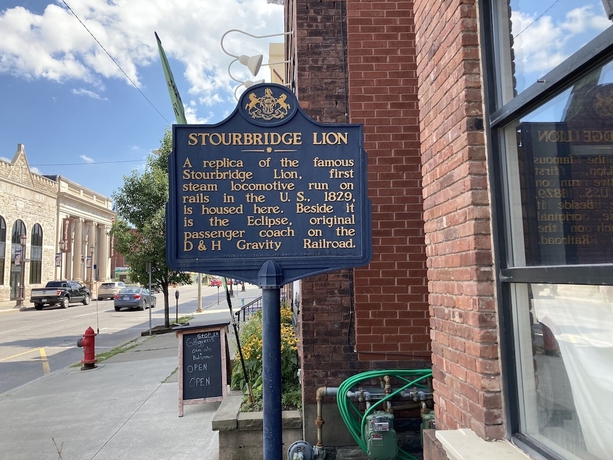 STOURBRIDGE LION
A replica of the famous
Stourbridge Lion, first
steam locomotive run on
rails in the U. S., 1829,
is housed here. Beside it
is the Eclipse, original
passenger coach on the
D & H Gravity Railroad.
OPEN
OPEN